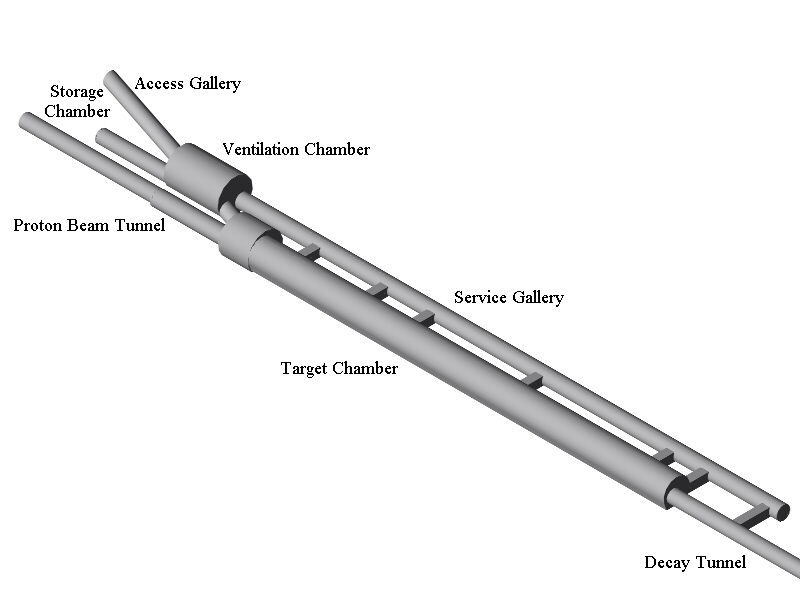 Access Gallery
Storage
Chamber
Ventilation Chamber
Proton Beam Tunnel
Service Gallery
Target Chamber
Decay Tunnel